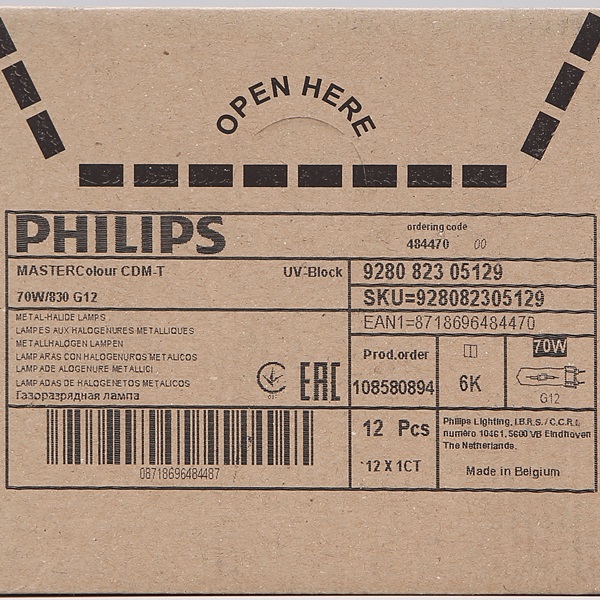 OPEN HERE
PHILIPS
ordering code
484470 00
MASTERColour CDM-T UV-Block
70W/830 G12
9280 823 05129
SKU=928082305129
EAN1=8718696484470
METAL-HALIDE LAMPS
LAMPES AUX HALOGENURES METALLIQUES
METALLHALOGEN LAMPEN
LAMPARAS CON HALOGENUROS METALICOS
LAMPADE ALOGENURE METALLICI
LAMPADAS DE HALOGENETOS METALICOS
Газоразрядная лампа
EAC
Prod.order
108580894
6K
70W
G12
08718696484487
12 Pcs
12 X 1CT
Philips Lighting, I.B.R.S. / C.C.R.I.
numéro 10461, 5600 VB Eindhoven
The Netherlands.
Made in Belgium